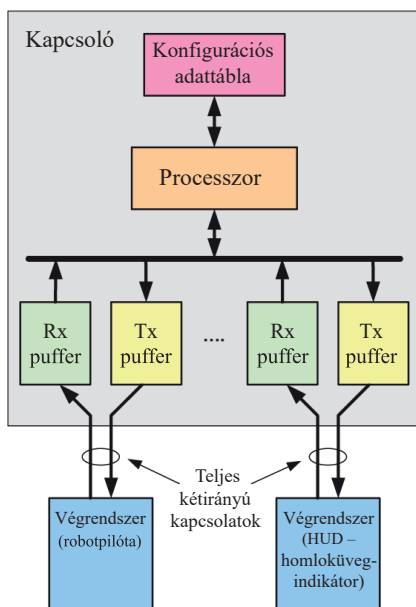 Kapcsoló
Konfigurációs
adattábla
Processzor
Rx
puffer
Tx
puffer
....
Rx
puffer
Tx
puffer
Teljes
kétirányú
kapcsolatok
Végrendszer
(robotpilóta)
Végrendszer
(HUD –
homloküveg-
indikátor)